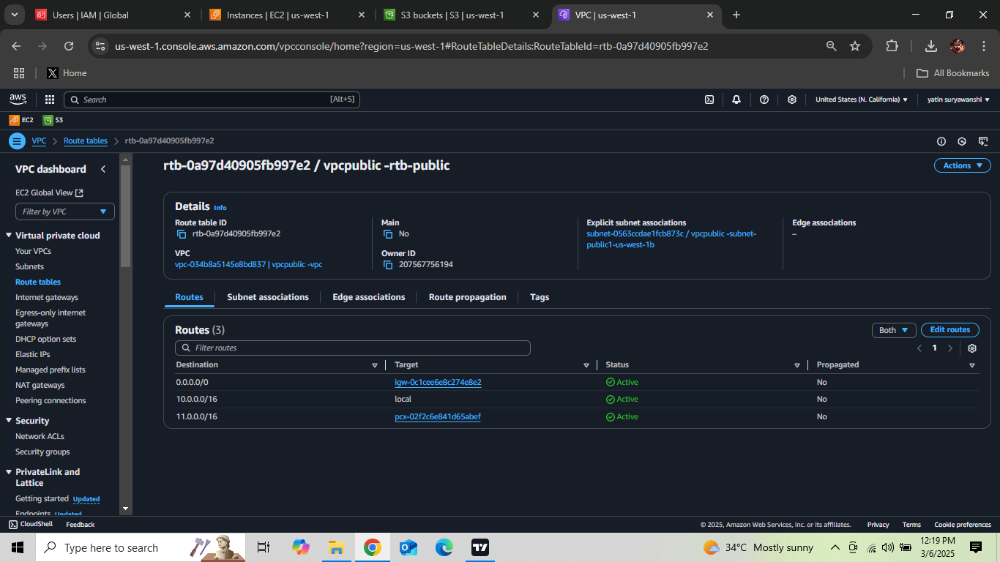 Users | IAM | Global
Instances | EC2 | us-west-1
S3 buckets | S3 | us-west-1
VPC | us-west-1
us-west-1.console.aws.amazon.com/vpcconsole/home?region=us-west-1#RouteTableDetails:RouteTableId=rtb-0a97d40905fb997e2
Home
All Bookmarks
aws
Search
[Alt+S]
United States (N. California)
yatin suryawanshi
EC2
S3
VPC
Route tables
rtb-0a97d40905fb997e2
VPC dashboard
EC2 Global View
Filter by VPC
Virtual private cloud
Your VPCs
Subnets
Route tables
Internet gateways
Egress-only internet
gateways
DHCP option sets
Elastic IPs
Managed prefix lists
NAT gateways
Peering connections
Security
Network ACLs
Security groups
PrivateLink and
Lattice
Getting started Updated
Endpoints Updated
rtb-0a97d40905fb997e2 / vpcpublic -rtb-public
Actions
Details Info
Route table ID
rtb-0a97d40905fb997e2
VPC
vpc-034b8a5145e8bd837 | vpcpublic -vpc
Main
No
Owner ID
207567756194
Explicit subnet associations
subnet-0563ccdae1fcb873c / vpcpublic -subnet-
public1-us-west-1b
Edge associations
–
Routes
Subnet associations
Edge associations
Route propagation
Tags
Routes (3)
Both
Edit routes
Filter routes
1
Destination Target Status Propagated
0.0.0.0/0 igw-0c1cee6e8c274e8e2 Active No
10.0.0.0/16 local Active No
11.0.0.0/16 pcx-02f2c6e841d65abef Active No
CloudShell
Feedback
© 2025, Amazon Web Services, Inc. or its affiliates.
Privacy
Terms
Cookie preferences
Type here to search
34°C Mostly sunny
12:19 PM
3/6/2025